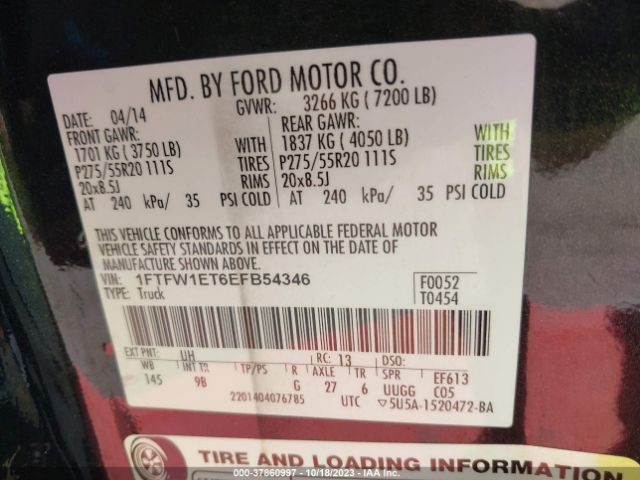 MFD. BY FORD MOTOR CO.
DATE: 04/14 GVWR: 3266 KG ( 7200 LB)
FRONT GAWR: REAR GAWR:
1701 KG ( 3750 LB) WITH 1837 KG ( 4050 LB) WITH
P275/55R20 111S TIRES P275/55R20 111S TIRES
20x8.5J RIMS 20x8.5J RIMS
AT 240 kPa/ 35 PSI COLD AT 240 kPa/ 35 PSI COLD
THIS VEHICLE CONFORMS TO ALL APPLICABLE FEDERAL MOTOR
VEHICLE SAFETY STANDARDS IN EFFECT ON THE DATE OF
MANUFACTURE SHOWN ABOVE.
VIN: 1FTFW1ET6EFB54346 F0052
TYPE: Truck T0454
EXT PNT: UH RC: 13 DSO:
WB INT TR TP/PS R AXLE TR SPR EF613
145 9B G 27 6 UUGG C05
2201404076785 UTC ▽5U5A-1520472-BA
TIRE AND LOADING INFORMATION
000-37860997 - 10/18/2023 - IAA Inc.